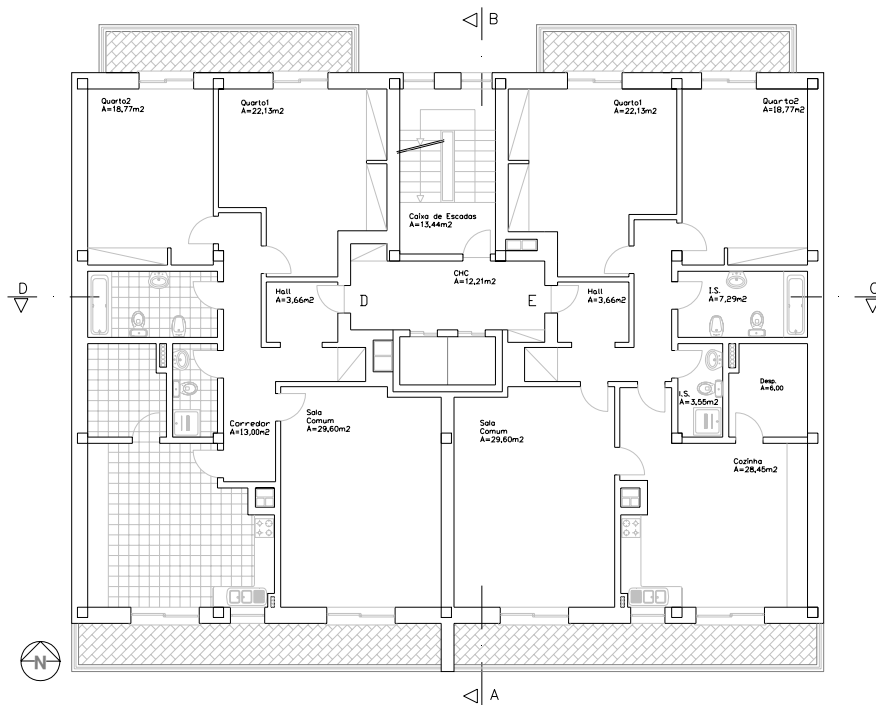 B
Quarto2
A=18,77m2
Quarto1
A=22,13m2
Quarto1
A=22,13m2
Quarto2
A=18,77m2
Caixa de Escadas
A=13,44m2
CHC
A=12,21m2
D
C
Hall
A=3,66m2
D
E
Hall
A=3,66m2
I.S.
A=7,29m2
Corredor
A=13,00m2
Sala
Comum
A=29,60m2
Sala
Comum
A=29,60m2
I.S.
A=3,55m2
Desp.
A=6,00
Cozinha
A=28,45m2
N
A